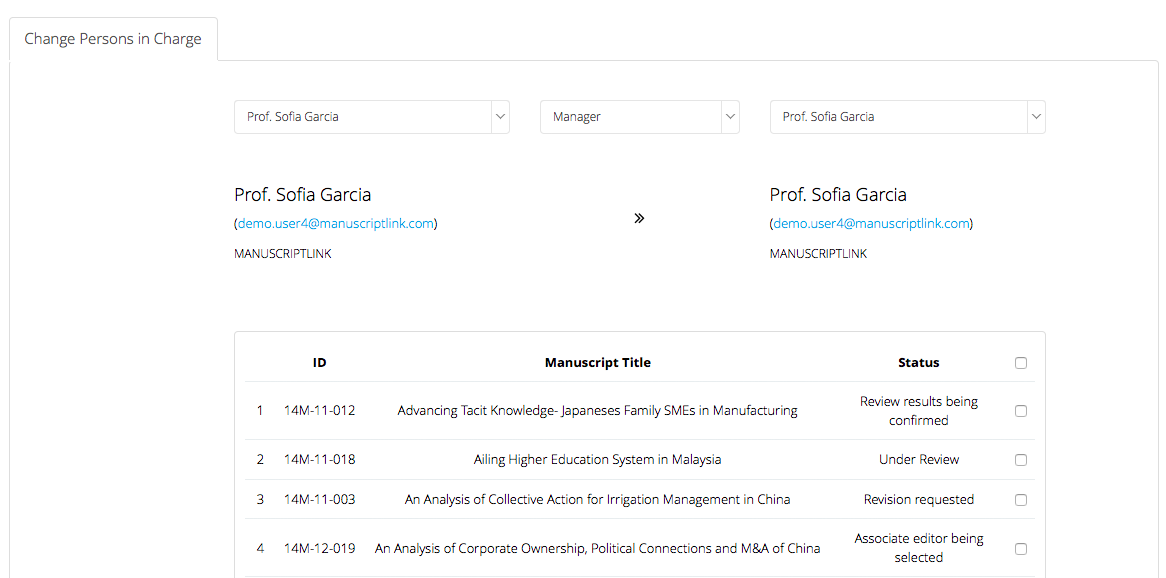 Change Persons in Charge
Prof. Sofia Garcia Manager Prof. Sofia Garcia
Prof. Sofia Garcia Prof. Sofia Garcia
(demo.user4@manuscriptlink.com) » (demo.user4@manuscriptlink.com)
MANUSCRIPTLINK MANUSCRIPTLINK
ID Manuscript Title Status
1 14M-11-012 Advancing Tacit Knowledge- Japaneses Family SMEs in Manufacturing Review results being
confirmed
2 14M-11-018 Ailing Higher Education System in Malaysia Under Review
3 14M-11-003 An Analysis of Collective Action for Irrigation Management in China Revision requested
4 14M-12-019 An Analysis of Corporate Ownership, Political Connections and M&A of China Associate editor being
selected